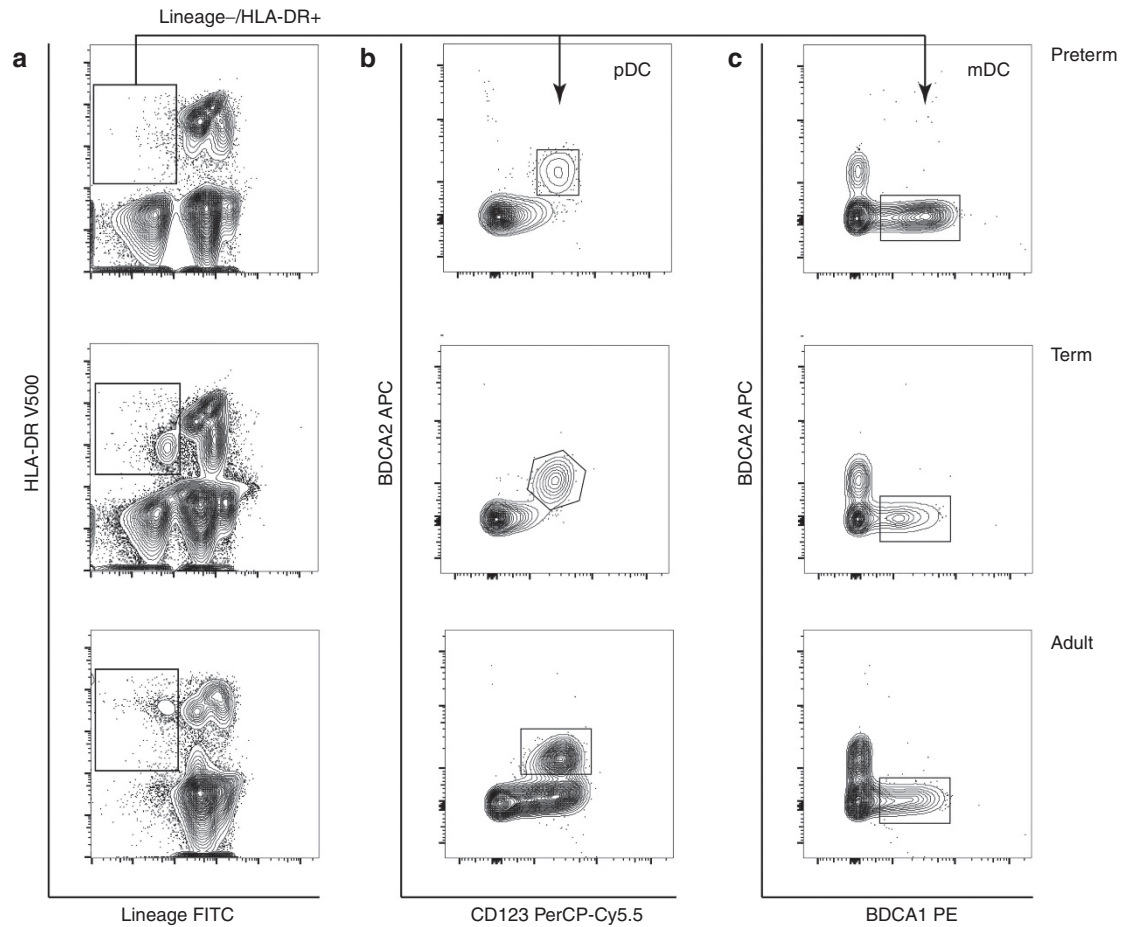 Lineage–/HLA-DR+
a
b
c
pDC
mDC
Preterm
Term
Adult
HLA-DR V500
BDCA2 APC
BDCA2 APC
Lineage FITC
CD123 PerCP-Cy5.5
BDCA1 PE